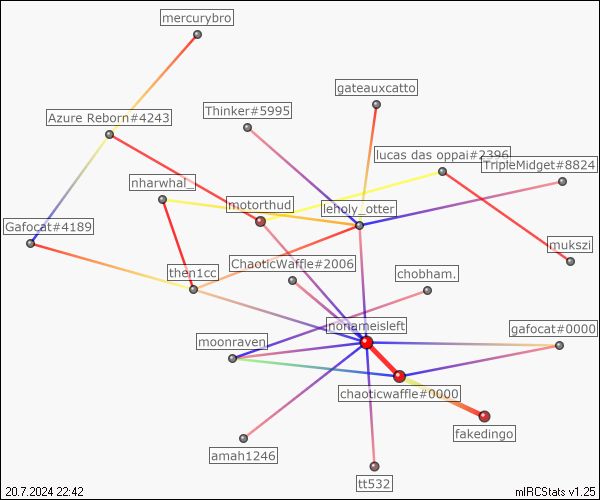 mercurybro
gateauxcatto
Thinker#5995
Azure Reborn#4243
lucas das oppai#2396
TripleMidget#8824
nharwhal_
motorthud
leholy_otter
Gafocat#4189
mukszi
ChaoticWaffle#2006
then1cc
chobham.
nonameisleft
gafocat#0000
moonraven
chaoticwaffle#0000
fakedingo
amah1246
tt532
20.7.2024 22:42
mIRCStats v1.25